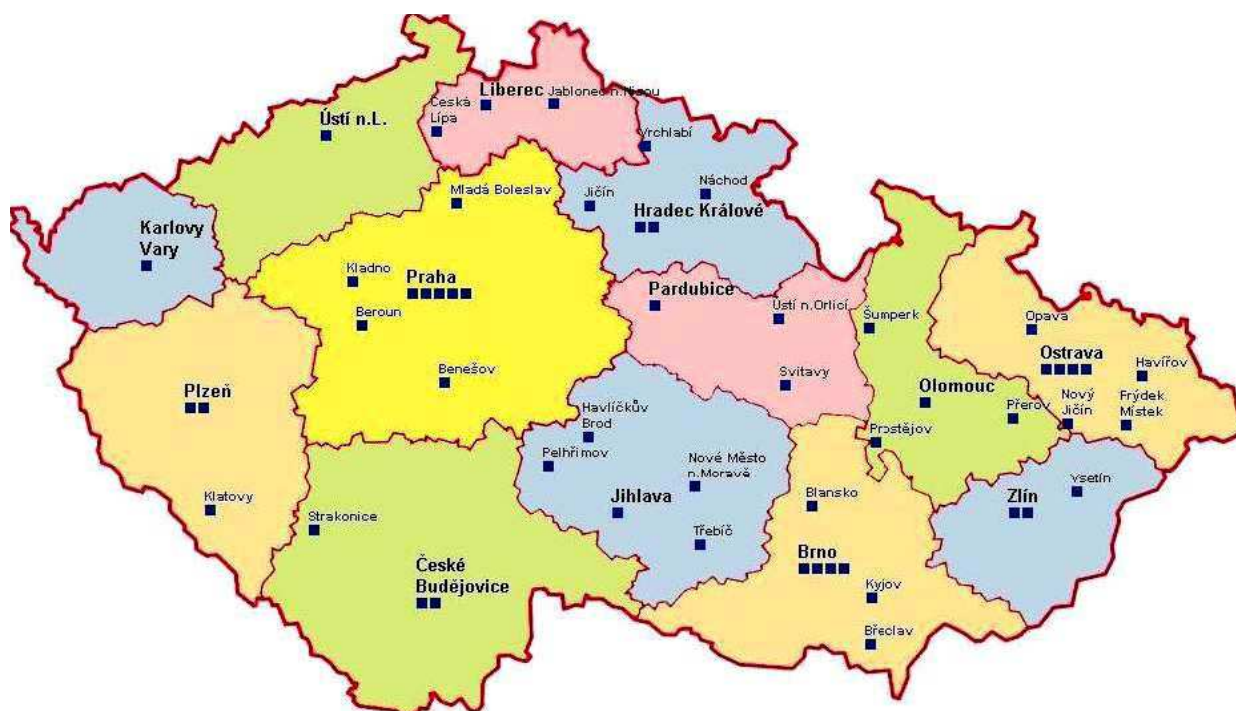 Liberec
Jablonec n.Nisou
Česká
Lípa
Ústí n.L.
Vrchlabí
Mladá Boleslav
Jičín
Náchod
Hradec Králové
Karlovy
Vary
Kladno
Praha
Pardubice
Ústí n.Orlicí
Beroun
Šumperk
Opava
Ostrava
Havířov
Benešov
Svitavy
Plzeň
Olomouc
Přerov
Nový
Jičín
Frýdek
Místek
Havlíčkův
Brod
Prostějov
Pelhřimov
Nové Město
n.Moravě
Klatovy
Jihlava
Blansko
Zlín
Vsetín
Strakonice
Třebíč
Brno
České
Budějovice
Kyjov
Břeclav